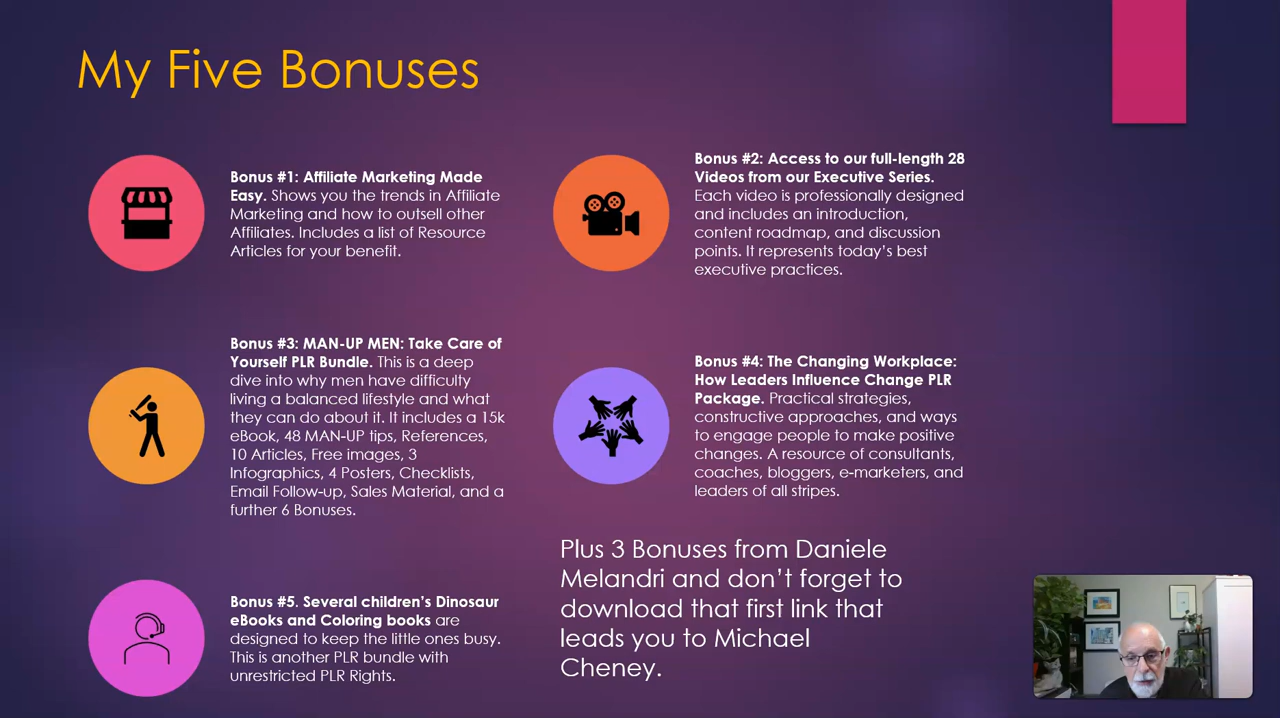 My Five Bonuses
Bonus #1: Affiliate Marketing Made
Easy. Shows you the trends in Affiliate
Marketing and how to outsell other
Affiliates. Includes a list of Resource
Articles for your benefit.
Bonus #2: Access to our full-length 28
Videos from our Executive Series.
Each video is professionally designed
and includes an introduction,
content roadmap, and discussion
points. It represents today’s best
executive practices.
Bonus #3: MAN-UP MEN: Take Care of
Yourself PLR Bundle. This is a deep
dive into why men have difficulty
living a balanced lifestyle and what
they can do about it. It includes a 15k
eBook, 48 MAN-UP tips, References,
10 Articles, Free images, 3
Infographics, 4 Posters, Checklists,
Email Follow-up, Sales Material, and a
further 6 Bonuses.
Bonus #4: The Changing Workplace:
How Leaders Influence Change PLR
Package. Practical strategies,
constructive approaches, and ways
to engage people to make positive
changes. A resource of consultants,
coaches, bloggers, e-marketers, and
leaders of all stripes.
Bonus #5. Several children’s Dinosaur
eBooks and Coloring books are
designed to keep the little ones busy.
This is another PLR bundle with
unrestricted PLR Rights.
Plus 3 Bonuses from Daniele
Melandri and don’t forget to
download that first link that
leads you to Michael
Cheney.